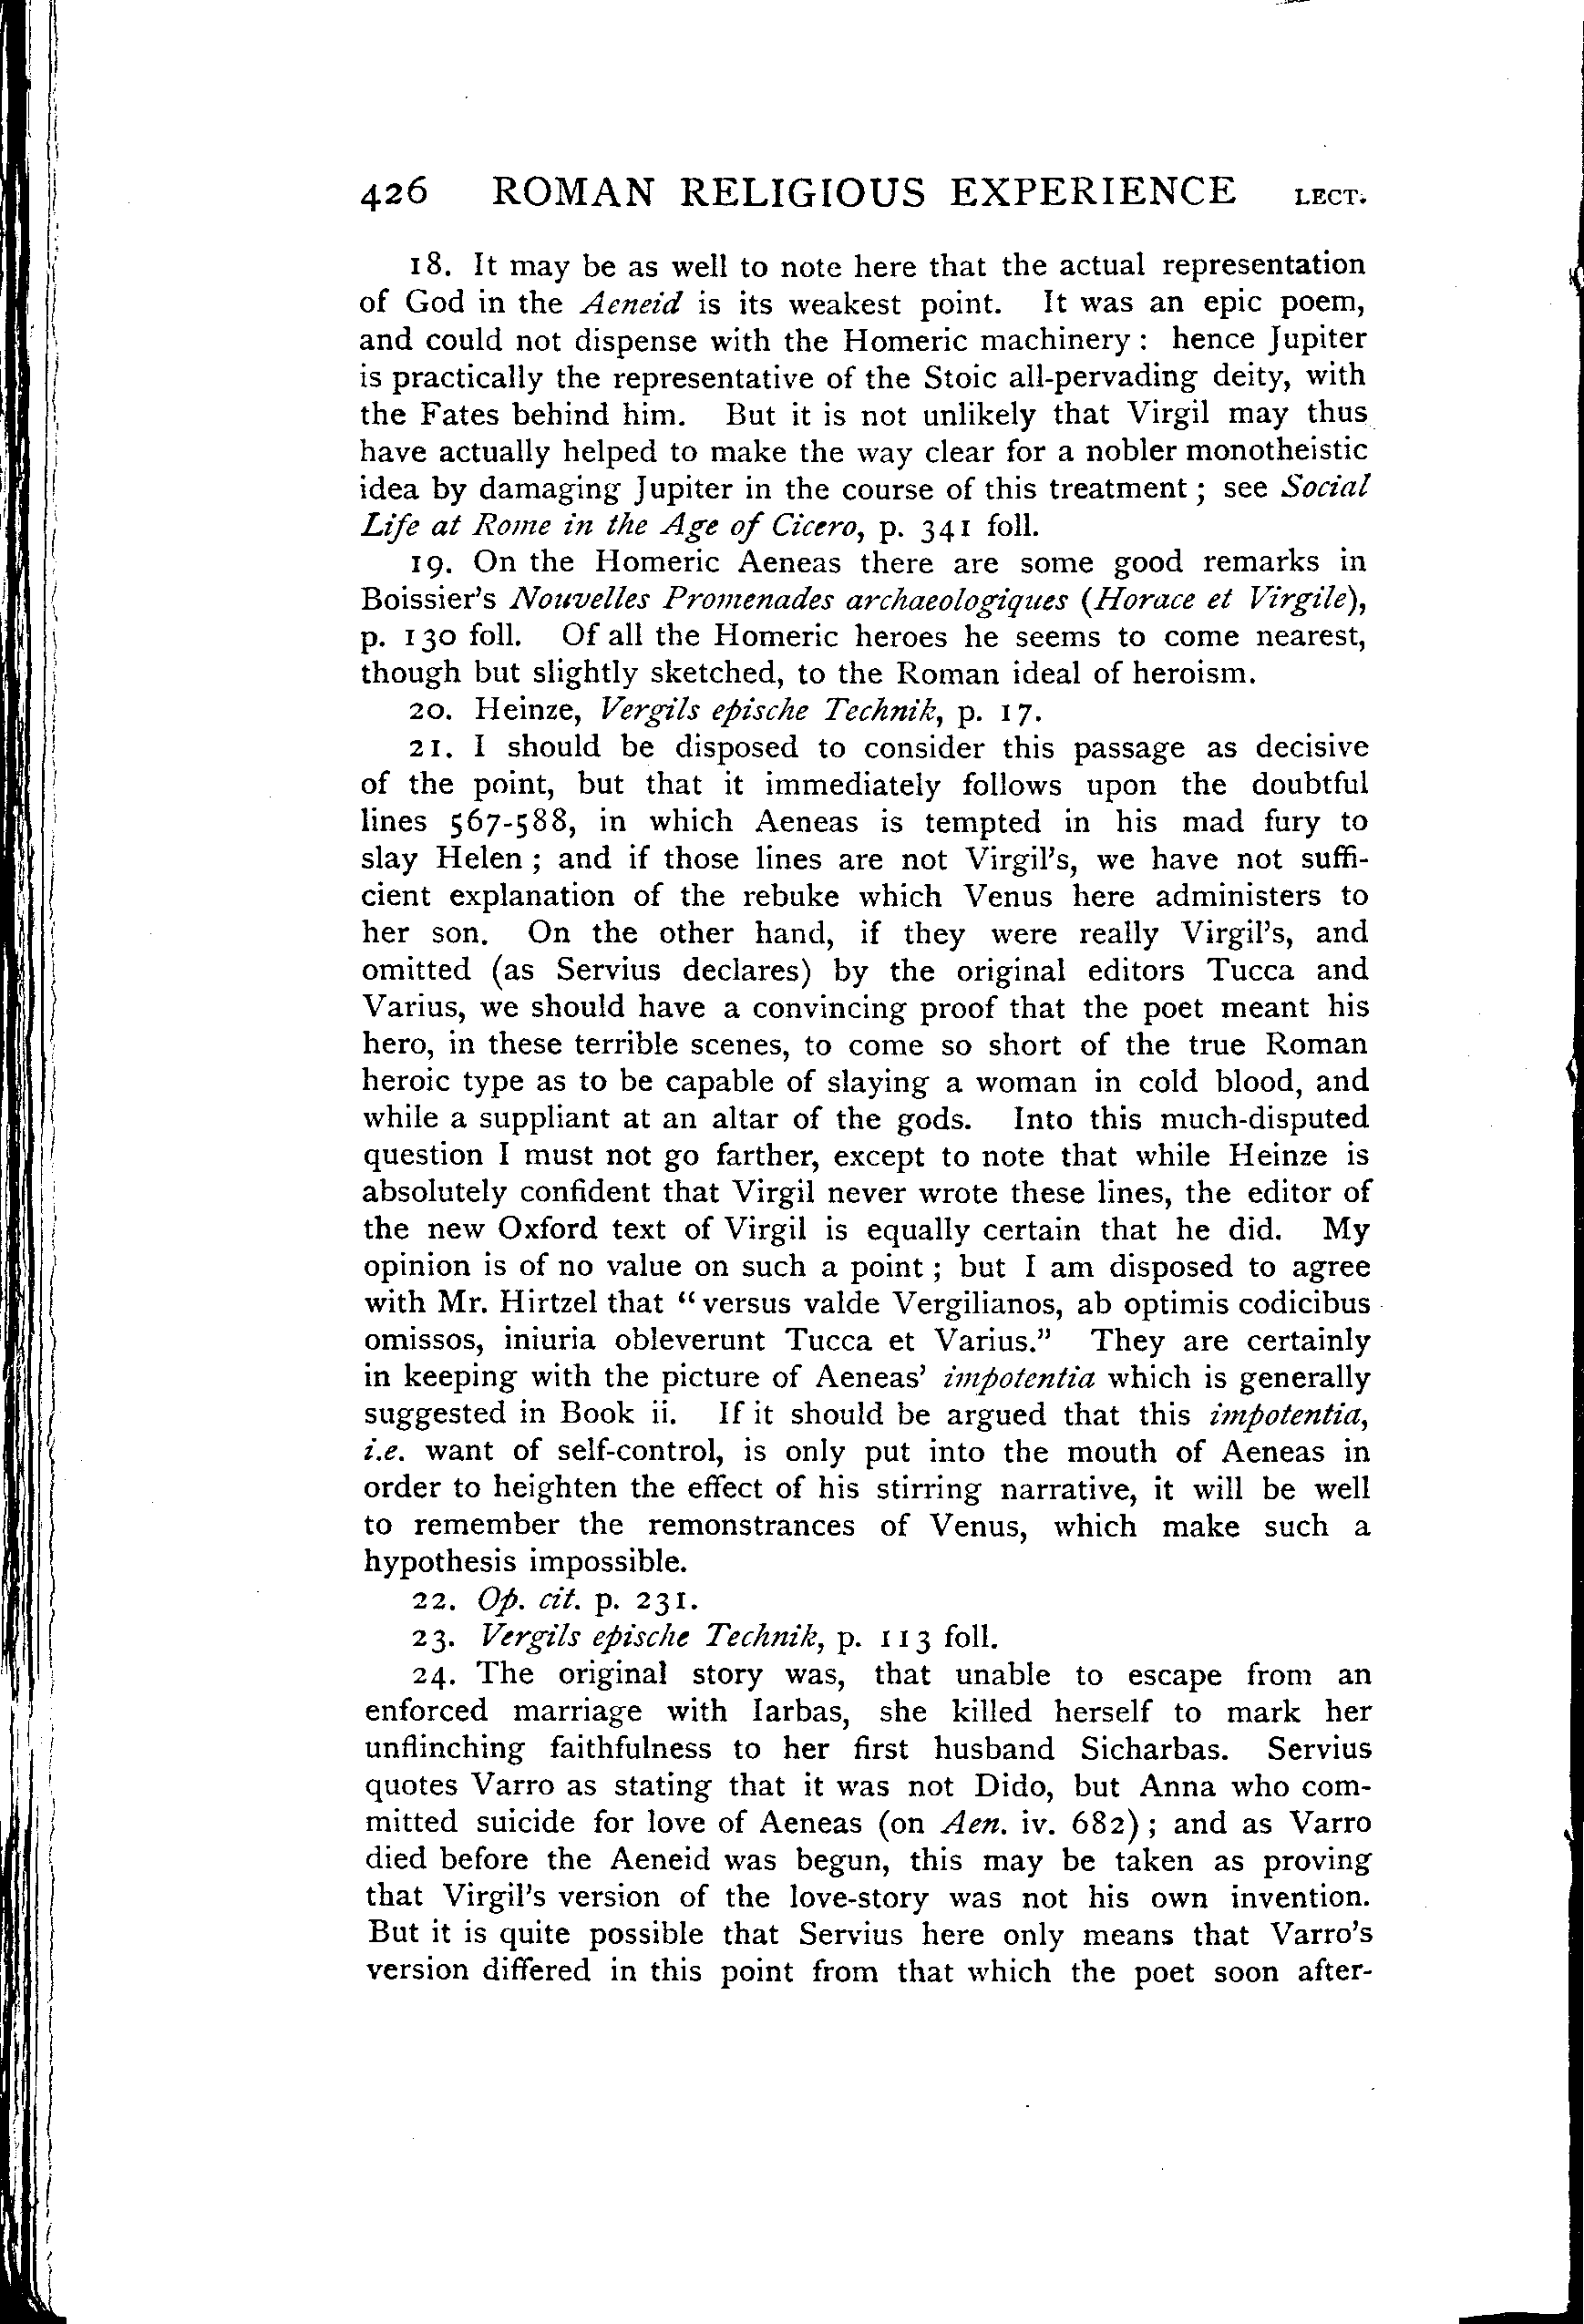 426 ROMAN RELIGIOUS EXPERIENCE LECT.
18. It may be as well to note here that the actual representation
of God in the Aeneid is its weakest point. It was an epic poem,
and could not dispense with the Homeric machinery : hence Jupiter
is practically the representative of the Stoic all-pervading deity, with
the Fates behind him. But it is not unlikely that Virgil may thus
have actually helped to make the way clear for a nobler monotheistic
idea by damaging Jupiter in the course of this treatment ; see Social
Life at Rome in the Age of Cicero, p. 341 foll.
19. On the Homeric Aeneas there are some good remarks in
Boissier's Nouvelles Promenades archaeologiques (Horace et Virgile),
p. 130 foll. Of all the Homeric heroes he seems to come nearest,
though but slightly sketched, to the Roman ideal of heroism.
20. Heinze, Vergils epische Technik, p. 17.
21. I should be disposed to consider this passage as decisive
of the point, but that it immediately follows upon the doubtful
lines 567-588, in which Aeneas is tempted in his mad fury to
slay Helen ; and if those lines are not Virgil's, we have not suffi-
cient explanation of the rebuke which Venus here administers to
her son. On the other hand, if they were really Virgil's, and
omitted (as Servius declares) by the original editors Tucca and
Varius, we should have a convincing proof that the poet meant his
hero, in these terrible scenes, to come so short of the true Roman
heroic type as to be capable of slaying a woman in cold blood, and
while a suppliant at an altar of the gods. Into this much-disputed
question I must not go farther, except to note that while Heinze is
absolutely confident that Virgil never wrote these lines, the editor of
the new Oxford text of Virgil is equally certain that he did. My
opinion is of no value on such a point ; but I am disposed to agree
with Mr. Hirtzel that "versus valde Vergilianos, ab optimis codicibus
omissos, iniuria obleverunt Tucca et Varius." They are certainly
in keeping with the picture of Aeneas' impotentia which is generally
suggested in Book ii. If it should be argued that this impotentia,
i.e. want of self-control, is only put into the mouth of Aeneas in
order to heighten the effect of his stirring narrative, it will be well
to remember the remonstrances of Venus, which make such a
hypothesis impossible.
22. Op. cit. p. 231.
23. Vergils epische Technik, p. 113 foll.
24. The original story was, that unable to escape from an
enforced marriage with Iarbas, she killed herself to mark her
unflinching faithfulness to her first husband Sicharbas. Servius
quotes Varro as stating that it was not Dido, but Anna who com-
mitted suicide for love of Aeneas (on Aen. iv. 682) ; and as Varro
died before the Aeneid was begun, this may be taken as proving
that Virgil's version of the love-story was not his own invention.
But it is quite possible that Servius here only means that Varro's
version differed in this point from that which the poet soon after-